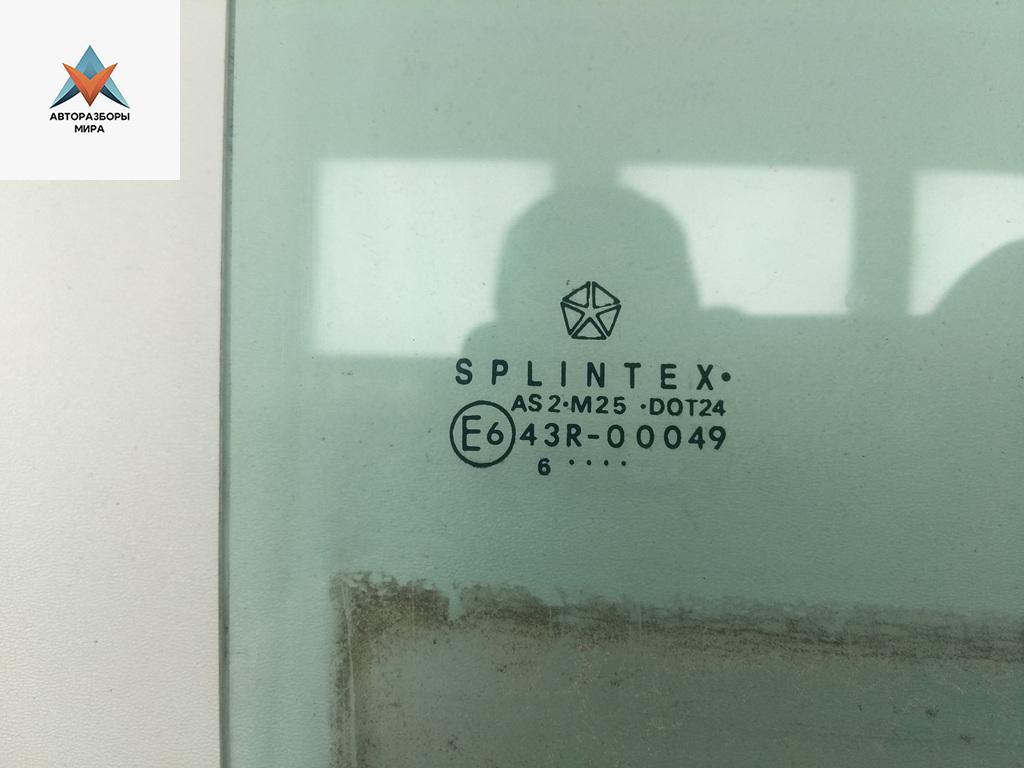 АВТОРАЗБОРЫ
МИРА
SPLINTEX·
AS2·M25 ·DOT24
E6 43R-00049
6 ····